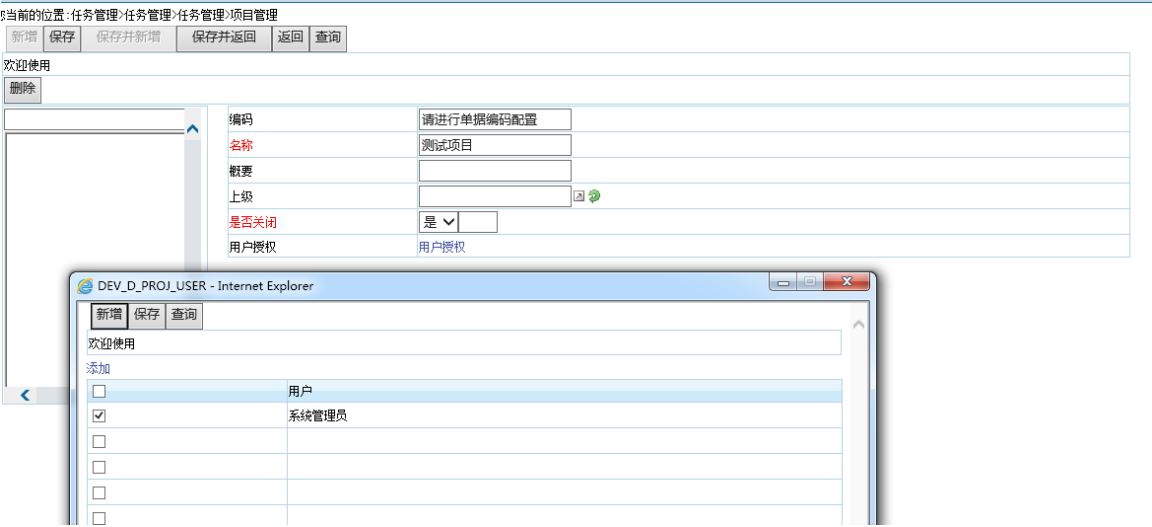 您当前的位置:任务管理>任务管理>任务管理>项目管理
新增 保存 保存并新增 保存并返回 返回 查询
欢迎使用
删除
编码 请进行单据编码配置
名称 测试项目
概要
上级
是否关闭 是
用户授权 用户授权
DEV_D_PROJ_USER - Internet Explorer
新增 保存 查询
欢迎使用
添加
用户
系统管理员